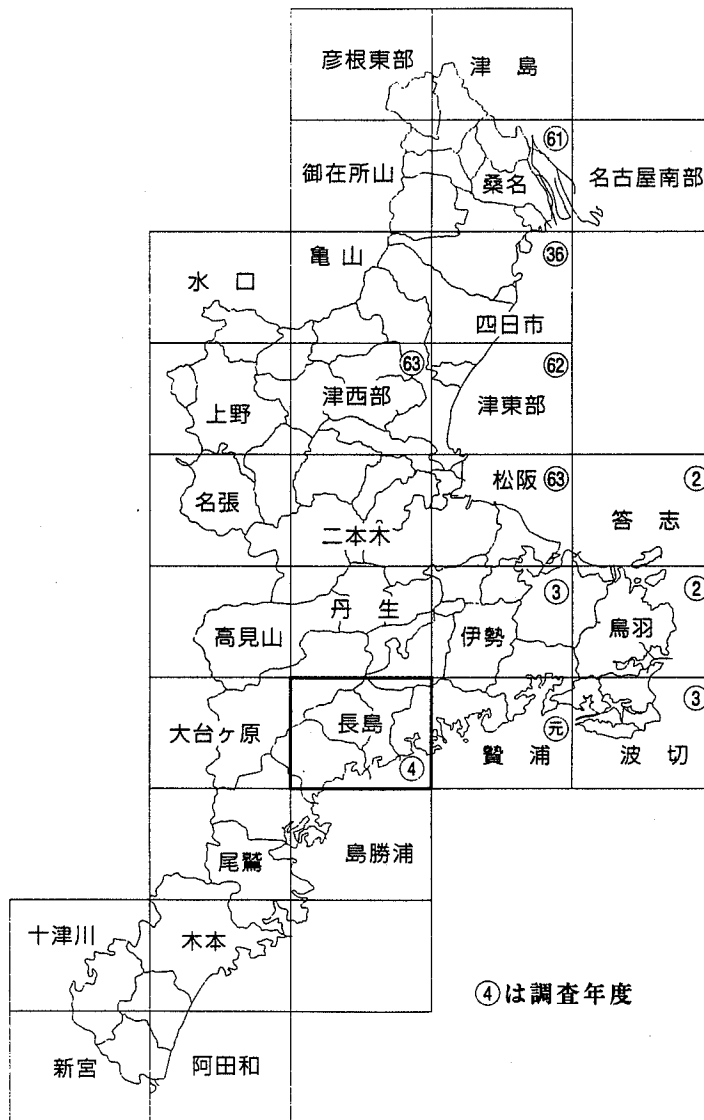 彦根東部
津島
61
御在所山
桑名
名古屋南部
亀山
36
水口
四日市
63
62
津西部
津東部
上野
松阪 63
2
名張
答志
二本木
3
2
丹生
高見山
伊勢
鳥羽
3
長島
大台ヶ原
元
4
贄浦
波切
尾鷲
島勝浦
十津川
木本
④は調査年度
新宮
阿田和